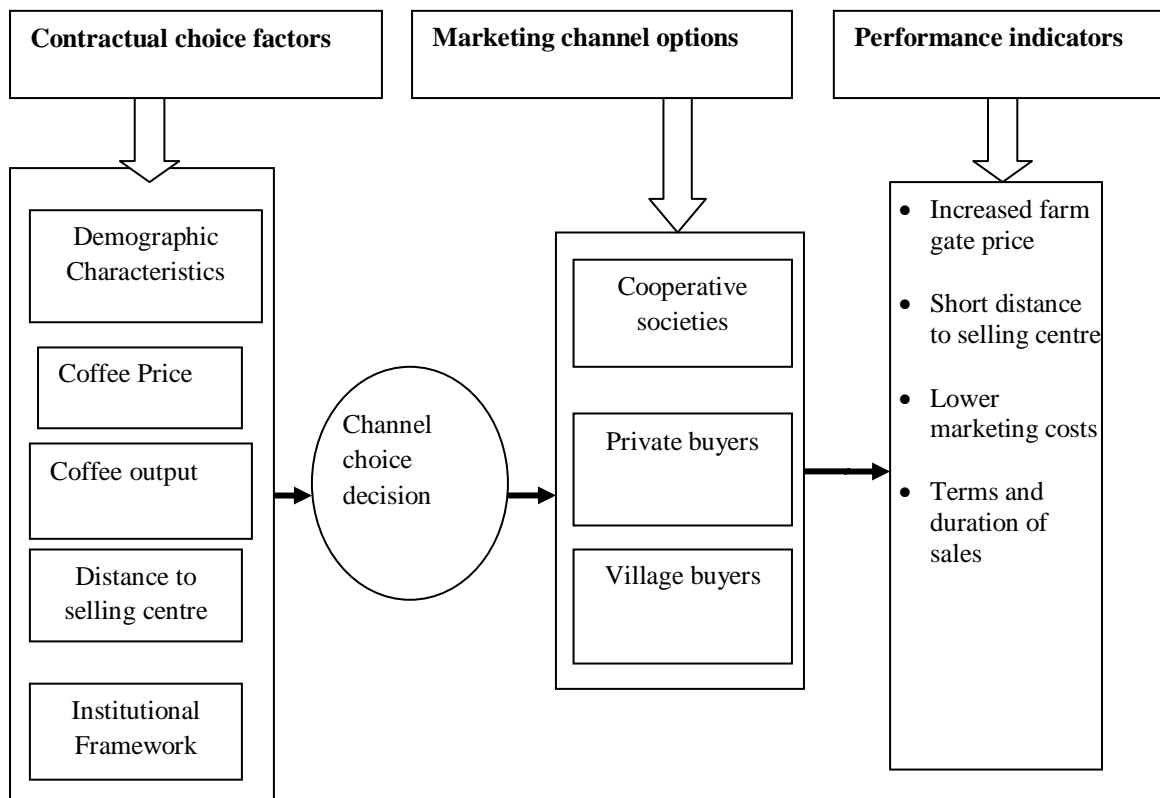 Contractual choice factors
Marketing channel options
Performance indicators
Demographic
Characteristics
Coffee Price
Coffee output
Distance to
selling centre
Institutional
Framework
Channel
choice
decision
Cooperative
societies
Private buyers
Village buyers
• Increased farm
gate price
• Short distance
to selling centre
• Lower
marketing costs
• Terms and
duration of
sales